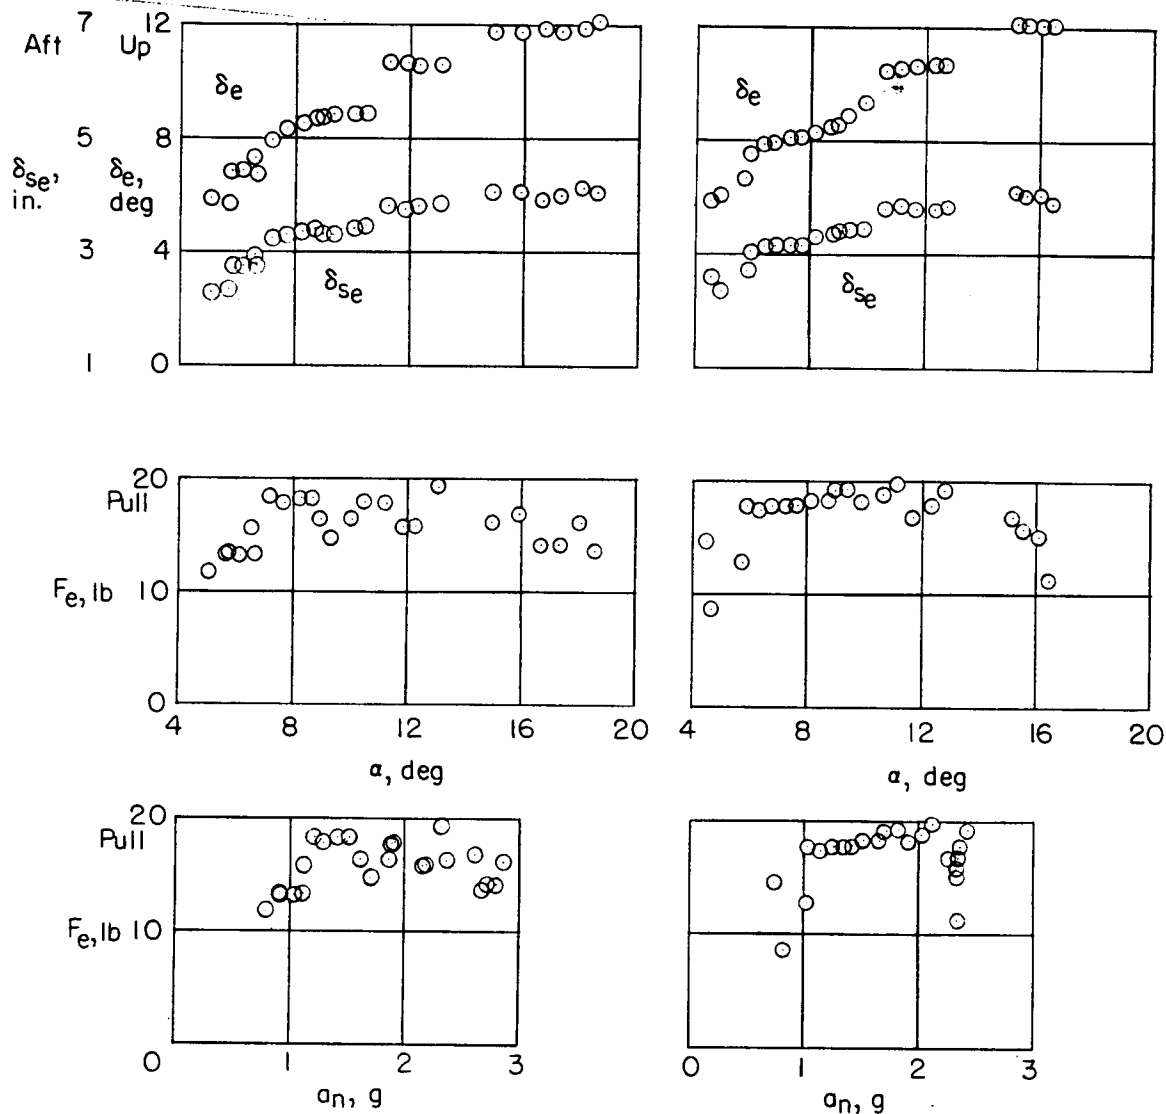 7 12
Aft Up
δe δe
5 8
δse, δe,
in. deg
3 4
δse δse
1 0
20
Pull
Fe, lb 10
0
4 8 12 16 20 4 8 12 16 20
α, deg α, deg
20
Pull
Fe, lb 10
0 1 2 3 0 1 2 3
an, g an, g